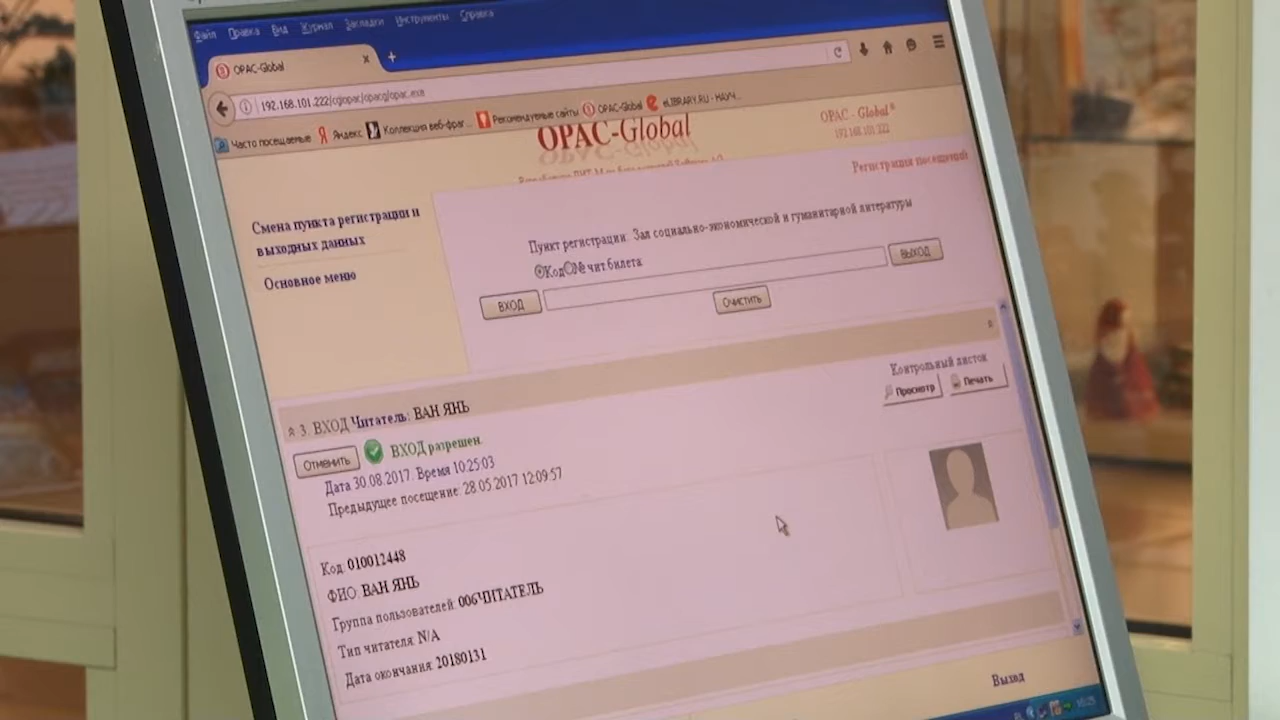 Файл Правка Вид Журнал Закладки Инструменты Справка
OPAC-Global
192.168.101.222/cgiopac/opacg/opac.exe
Часто посещаемые Яндекс Коллекция веб-фраг... Рекомендуемые сайты OPAC-Global eLIBRARY.RU - НАУЧ...
OPAC-Global
OPAC - Global®
192.168.101.222
Регистрация посещений
Смена пункта регистрации и
выходных данных
Основное меню
Пункт регистрации: Зал социально-экономической и гуманитарной литературы
Код № чит.билета
ВХОД
ВЫХОД
Очистить
3. ВХОД Читатель: ВАН ЯНЬ
Контрольный листок
Просмотр Печать
Отменить ВХОД разрешен.
Дата 30.08.2017. Время 10:25:03
Предыдущее посещение: 28.05.2017 12:09:57
Код: 010012448
ФИО: ВАН ЯНЬ
Группа пользователей: 006ЧИТАТЕЛЬ
Тип читателя: N/A
Дата окончания: 20180131
Выход
10:25